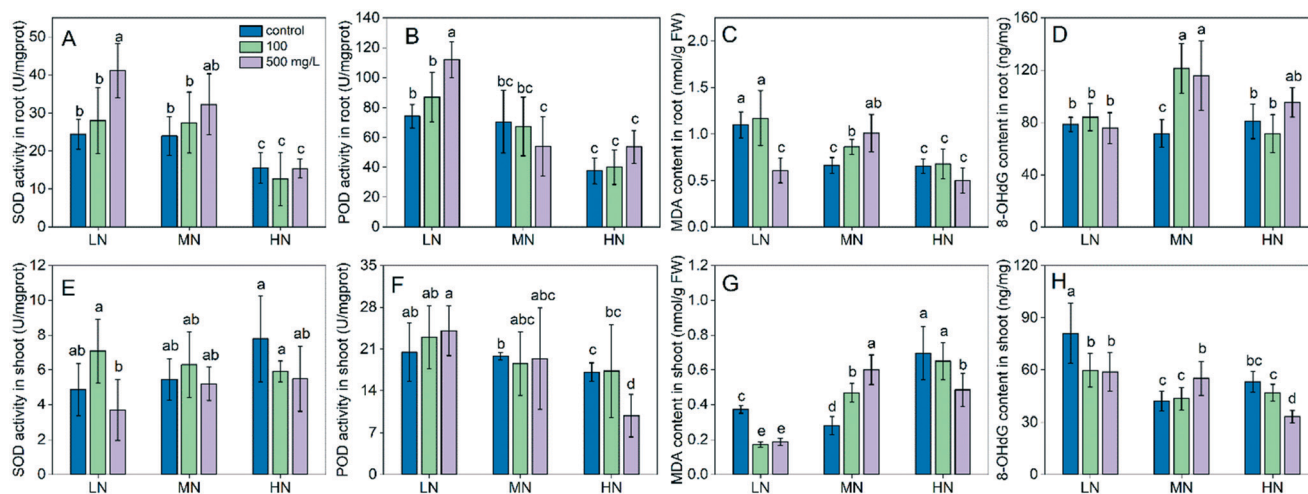 A
SOD activity in root (U/mgprot)
50
40
30
20
10
0
control
100
500 mg/L
b b a
b b ab
c c c
LN MN HN
B
POD activity in root (U/mgprot)
140
120
100
80
60
40
20
0
b b a
bc bc c
c c c
LN MN HN
C
MDA content in root (nmol/g FW)
2.0
1.5
1.0
0.5
0.0
a a c
c b ab
c c c
LN MN HN
D
8-OHdG content in root (ng/mg)
160
120
80
40
0
b b b
c a a
b b ab
LN MN HN
E
SOD activity in shoot (U/mgprot)
12
10
8
6
4
2
0
ab a b
ab ab ab
a a ab
LN MN HN
F
POD activity in shoot (U/mgprot)
35
28
21
14
7
0
ab ab a
b abc abc
c abc d
LN MN HN
G
MDA content in shoot (nmol/g FW)
1.2
1.0
0.8
0.6
0.4
0.2
0.0
c e e
d b a
a a b
LN MN HN
H
8-OHdG content in shoot (ng/mg)
120
90
60
30
0
a b b
c c b
bc c d
LN MN HN